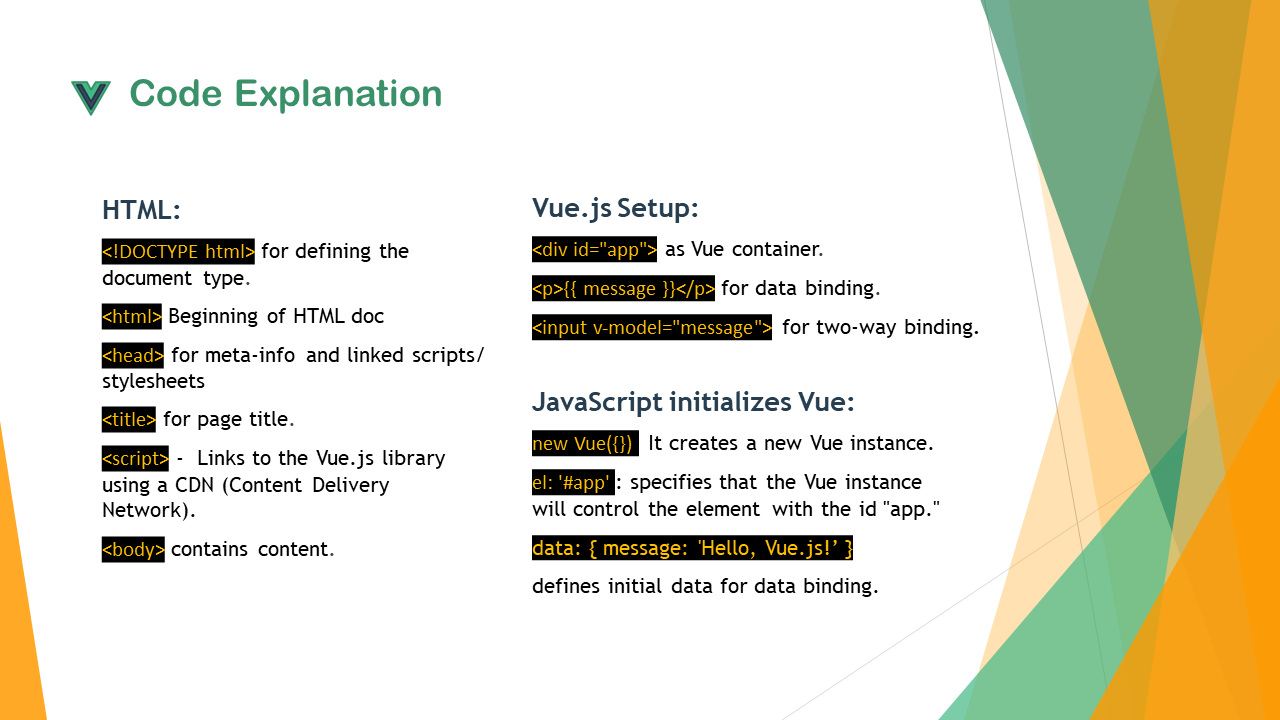 Code Explanation
HTML:
<!DOCTYPE html> for defining the
document type.
<html> Beginning of HTML doc
<head> for meta-info and linked scripts/
stylesheets
<title> for page title.
<script> - Links to the Vue.js library
using a CDN (Content Delivery
Network).
<body> contains content.
Vue.js Setup:
<div id="app"> as Vue container.
<p>{{ message }}</p> for data binding.
<input v-model="message"> for two-way binding.
JavaScript initializes Vue:
new Vue({}) It creates a new Vue instance.
el: '#app' : specifies that the Vue instance
will control the element with the id "app."
data: { message: 'Hello, Vue.js!’ }
defines initial data for data binding.